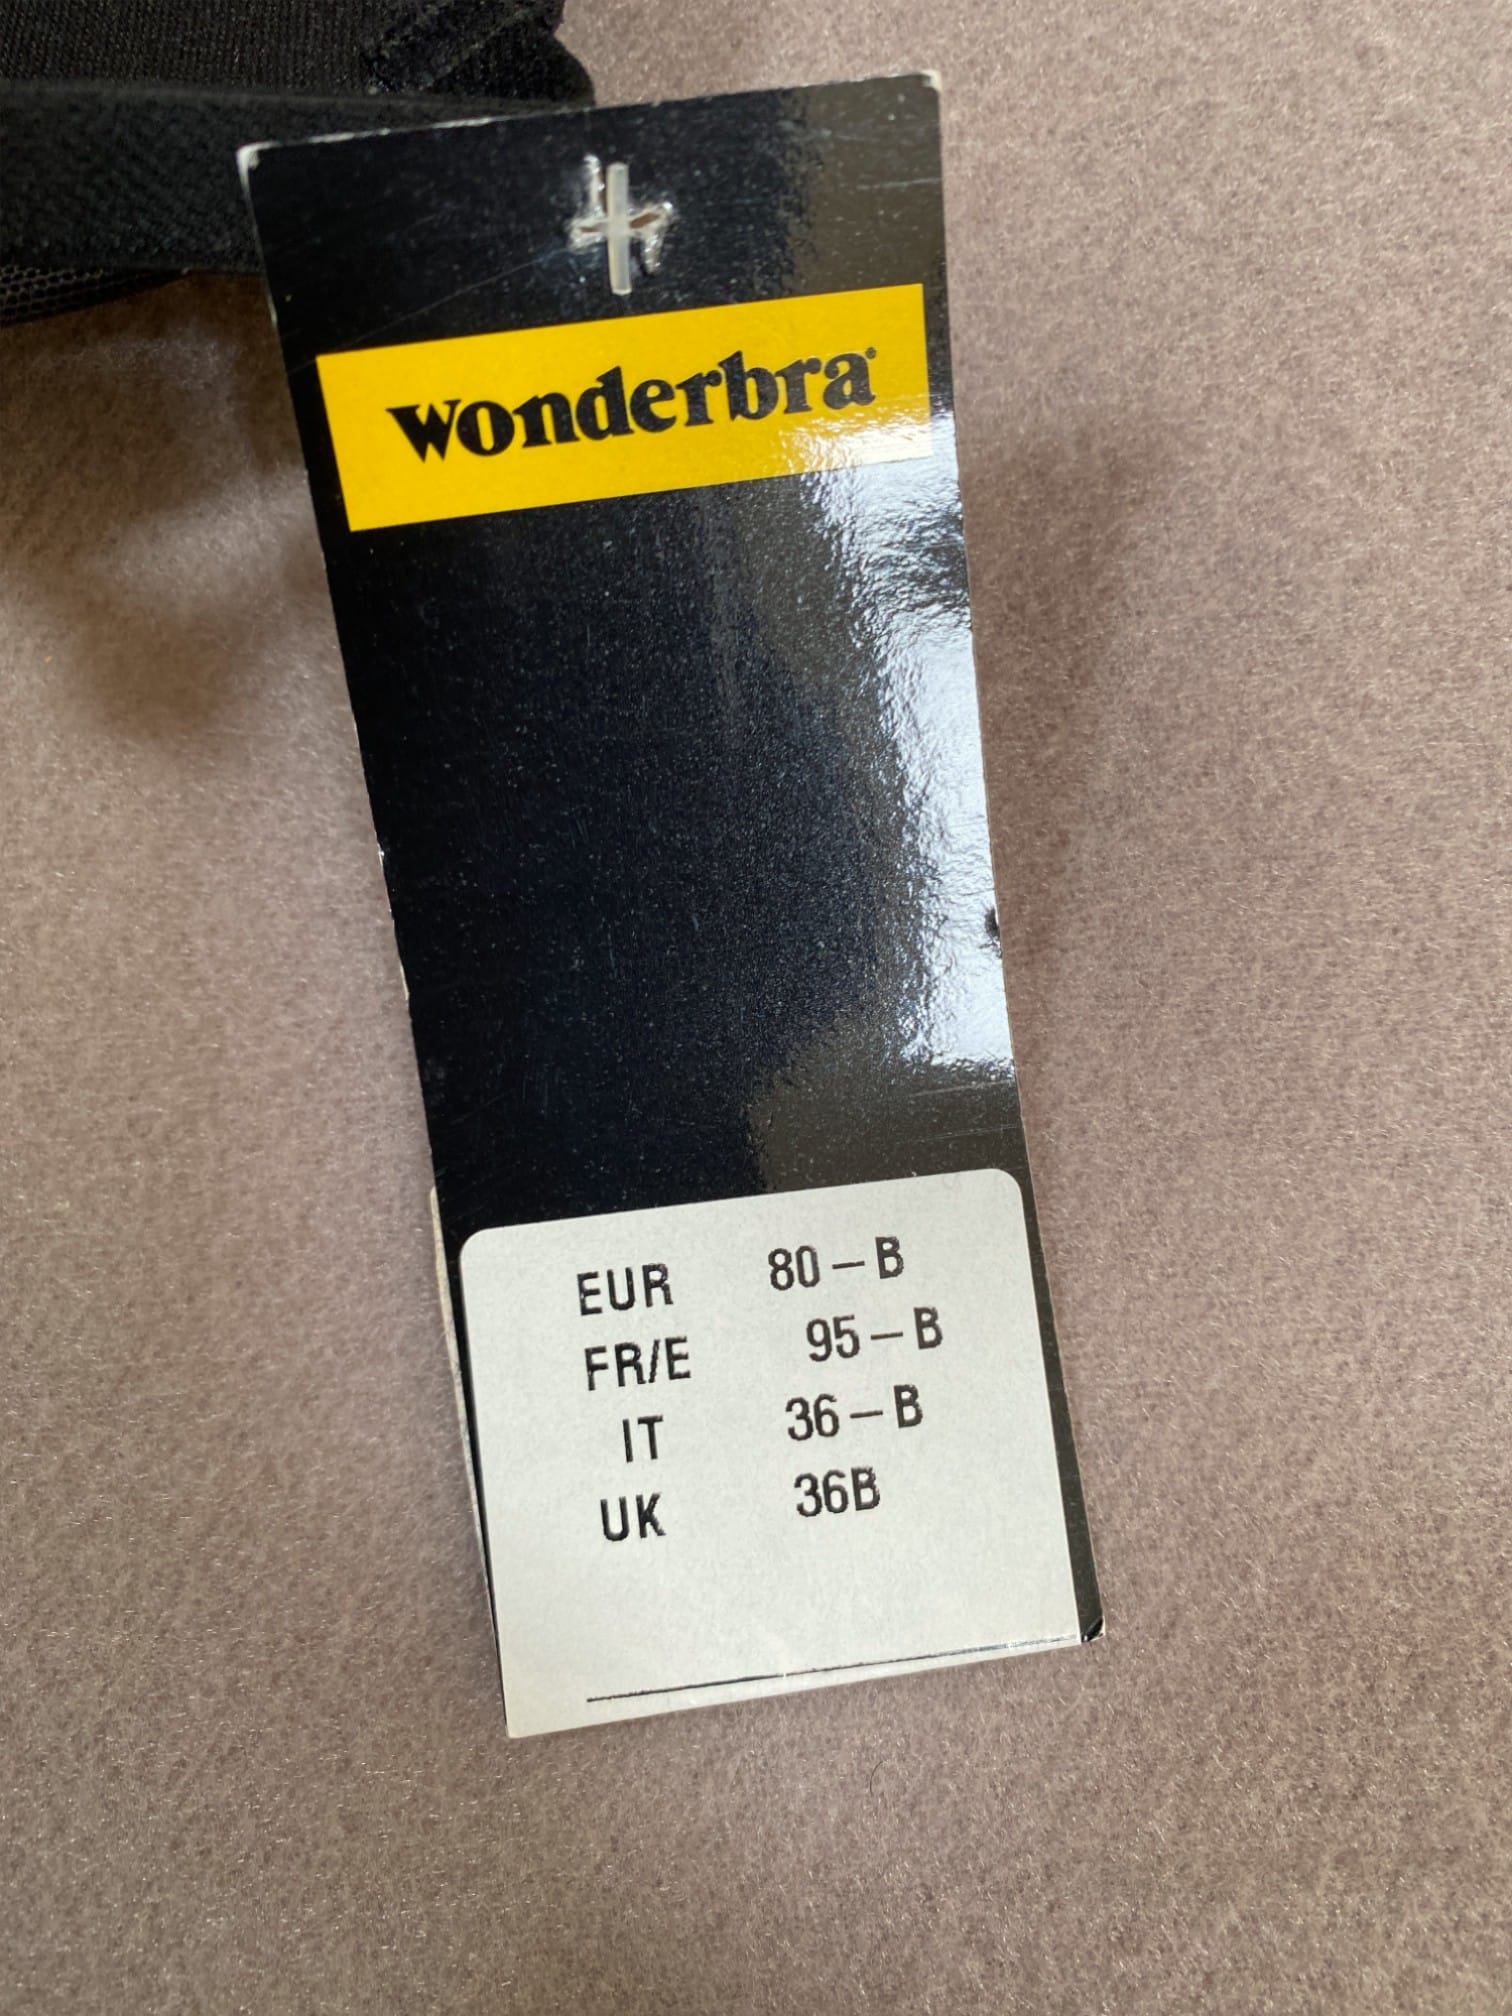 wonderbra®
EUR 80-B
FR/E 95-B
IT 36-B
UK 36B